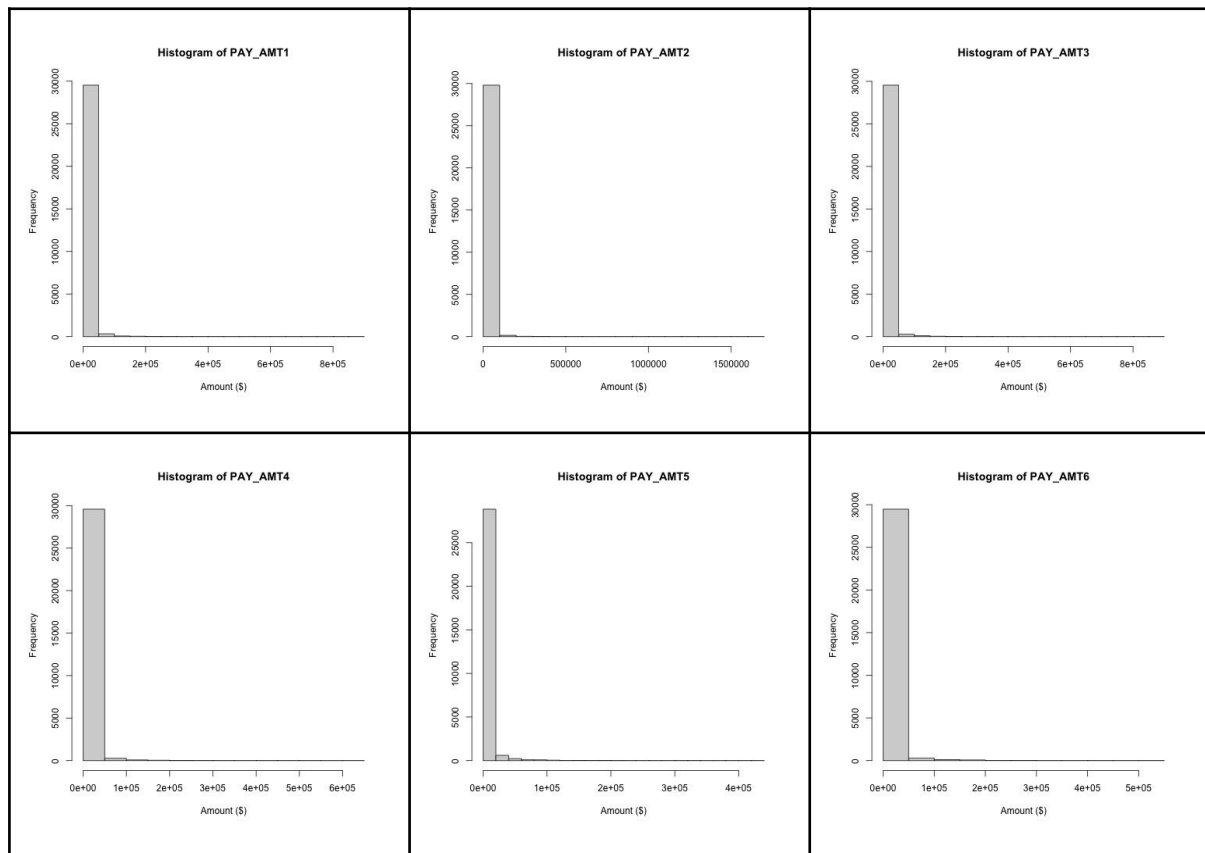 Histogram of PAY_AMT1
Frequency
0 5000 10000 15000 20000 25000 30000
0e+00 2e+05 4e+05 6e+05 8e+05
Amount ($)
Histogram of PAY_AMT2
Frequency
0 5000 10000 15000 20000 25000 30000
0 500000 1000000 1500000
Amount ($)
Histogram of PAY_AMT3
Frequency
0 5000 10000 15000 20000 25000 30000
0e+00 2e+05 4e+05 6e+05 8e+05
Amount ($)
Histogram of PAY_AMT4
Frequency
0 5000 10000 15000 20000 25000 30000
0e+00 1e+05 2e+05 3e+05 4e+05 5e+05 6e+05
Amount ($)
Histogram of PAY_AMT5
Frequency
0 5000 10000 15000 20000 25000
0e+00 1e+05 2e+05 3e+05 4e+05
Amount ($)
Histogram of PAY_AMT6
Frequency
0 5000 10000 15000 20000 25000 30000
0e+00 1e+05 2e+05 3e+05 4e+05 5e+05
Amount ($)